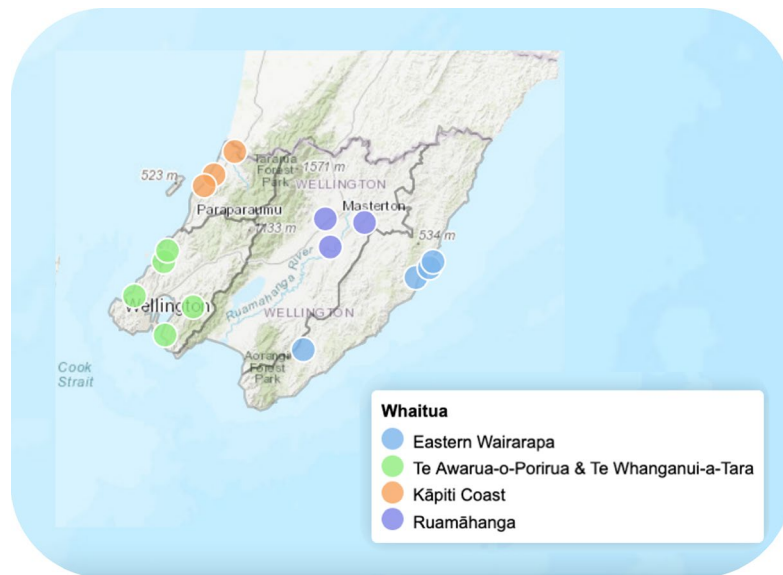 523 m
Tararua
Forest
Park
1571 m
WELLINGTON
Paraparaumu
Masterton
1133 m
534 m
Ruamahanga River
Wellington
WELLINGTON
Aorangi
Forest
Park
Cook
Strait
Whaitua
Eastern Wairarapa
Te Awarua-o-Porirua & Te Whanganui-a-Tara
Kāpiti Coast
Ruamāhanga